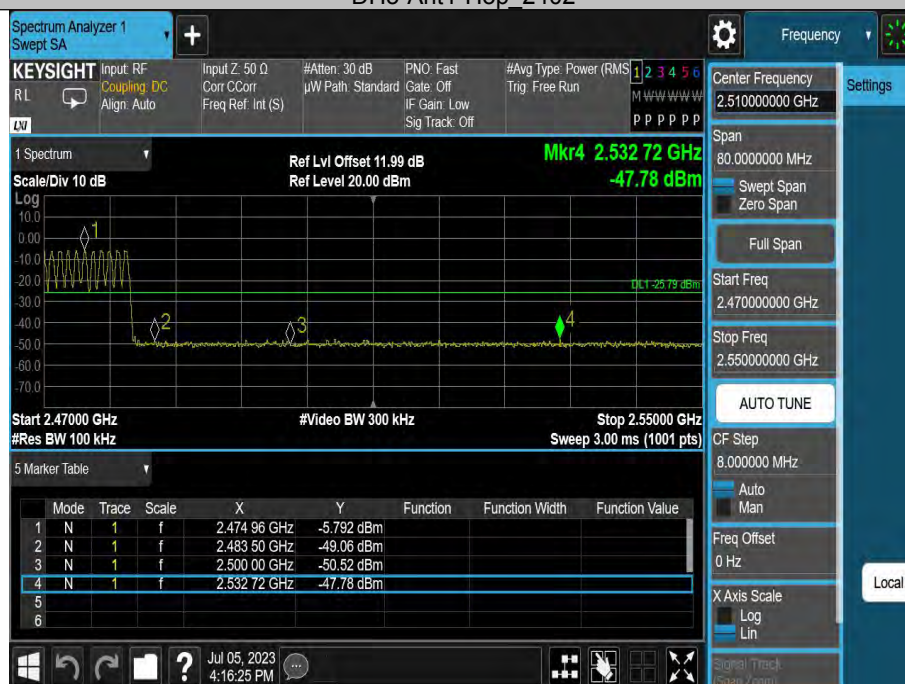 Spectrum Analyzer 1
Swept SA
Frequency
KEYSIGHT
RL
LXI
Input: RF
Coupling: DC
Align: Auto
Input Z: 50 Ω
Corr CCorr
Freq Ref: Int (S)
#Atten: 30 dB
µW Path: Standard
PNO: Fast
Gate: Off
IF Gain: Low
Sig Track: Off
#Avg Type: Power (RMS
Trig: Free Run
1 2 3 4 5 6
M W W W W W
P P P P P P
1 Spectrum
Scale/Div 10 dB
Ref Lvl Offset 11.99 dB
Ref Level 20.00 dBm
Mkr4 2.532 72 GHz
-47.78 dBm
Log
10.0
0.00
-10.0
-20.0
-30.0
-40.0
-50.0
-60.0
-70.0
1
2
3
4
DL1 -25.79 dBm
Start 2.47000 GHz
#Res BW 100 kHz
#Video BW 300 kHz
Stop 2.55000 GHz
Sweep 3.00 ms (1001 pts)
5 Marker Table
Mode Trace Scale X Y Function Function Width Function Value
1 N 1 f 2.474 96 GHz -5.792 dBm
2 N 1 f 2.483 50 GHz -49.06 dBm
3 N 1 f 2.500 00 GHz -50.52 dBm
4 N 1 f 2.532 72 GHz -47.78 dBm
5
6
Jul 05, 2023
4:16:25 PM
Center Frequency
2.510000000 GHz
Settings
Span
80.0000000 MHz
Swept Span
Zero Span
Full Span
Start Freq
2.470000000 GHz
Stop Freq
2.550000000 GHz
AUTO TUNE
CF Step
8.000000 MHz
Auto
Man
Freq Offset
0 Hz
X Axis Scale
Log
Lin
Local
Signal Track
(Span Zoom)